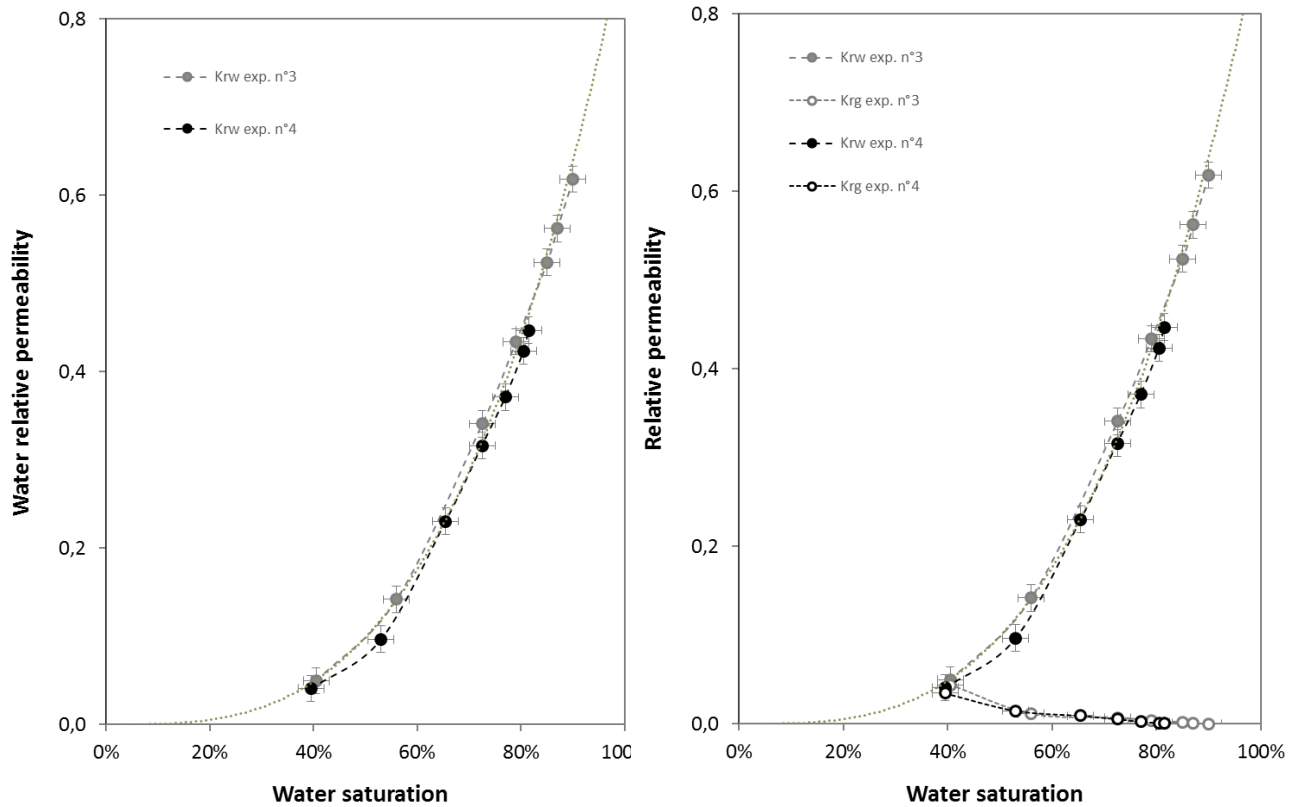 0,8
0,6
0,4
0,2
0,0
Water relative permeability
Krw exp. n°3
Krw exp. n°4
0% 20% 40% 60% 80% 100
Water saturation
0,8
0,6
0,4
0,2
0,0
Relative permeability
Krw exp. n°3
Krg exp. n°3
Krw exp. n°4
Krg exp. n°4
0% 20% 40% 60% 80% 100%
Water saturation